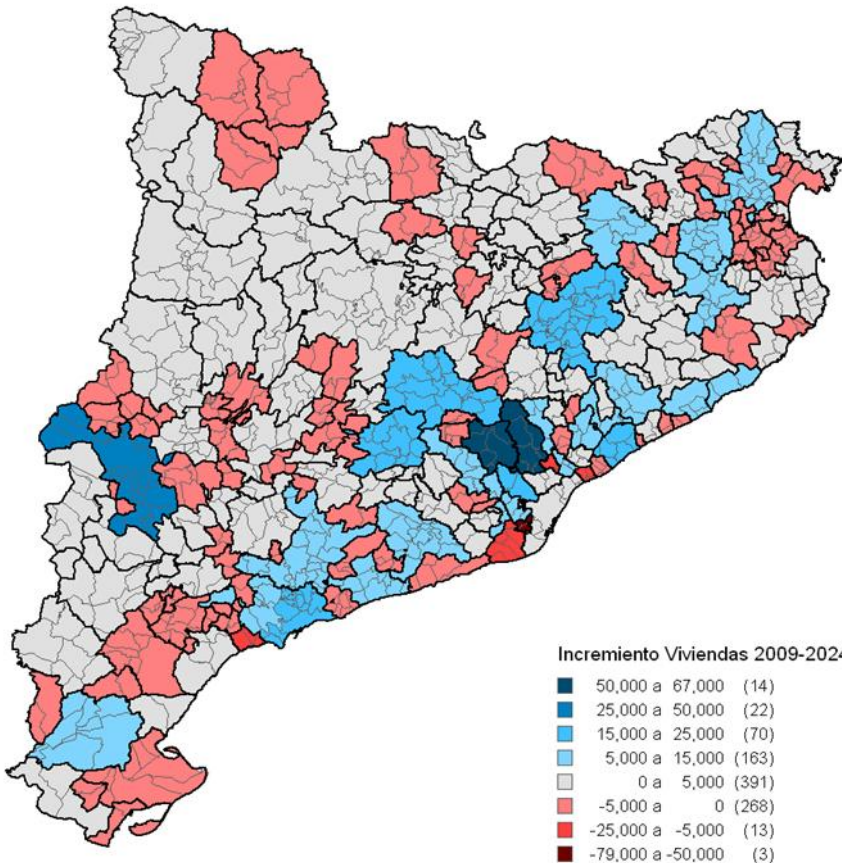 Incremiento Viviendas 2009-2024
50,000 a 67,000 (14)
25,000 a 50,000 (22)
15,000 a 25,000 (70)
5,000 a 15,000 (163)
0 a 5,000 (391)
-5,000 a 0 (268)
-25,000 a -5,000 (13)
-79,000 a -50,000 (3)